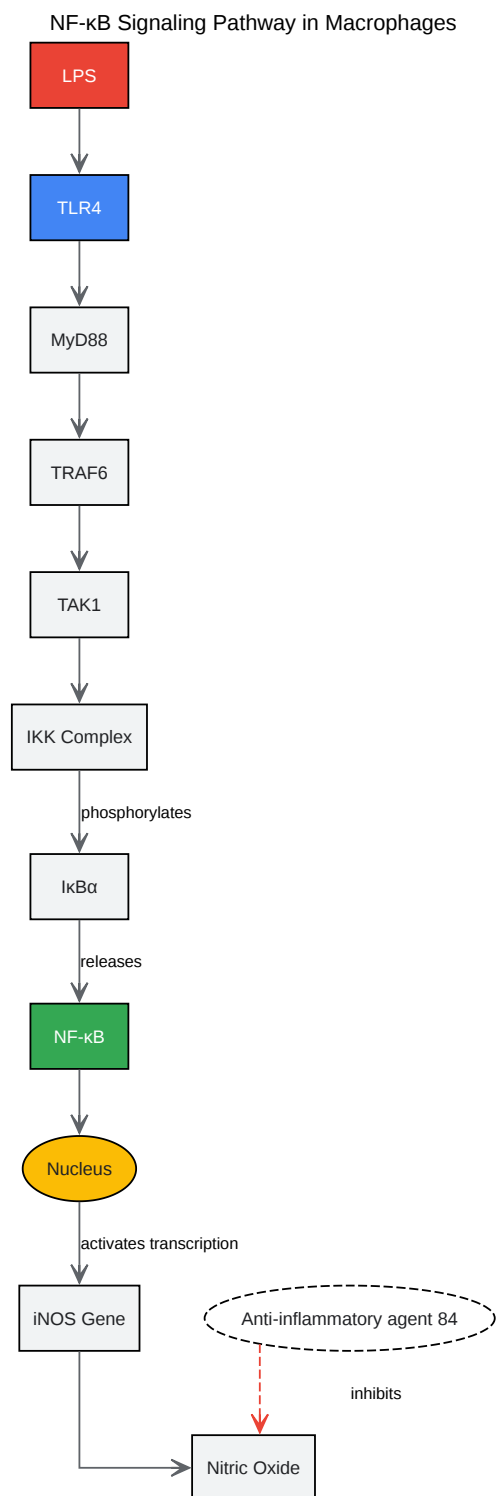 NF-κB Signaling Pathway in Macrophages
LPS
TLR4
MyD88
TRAF6
TAK1
IKK Complex
phosphorylates
IκBα
releases
NF-κB
Nucleus
activates transcription
iNOS Gene
Anti-inflammatory agent 84
inhibits
Nitric Oxide